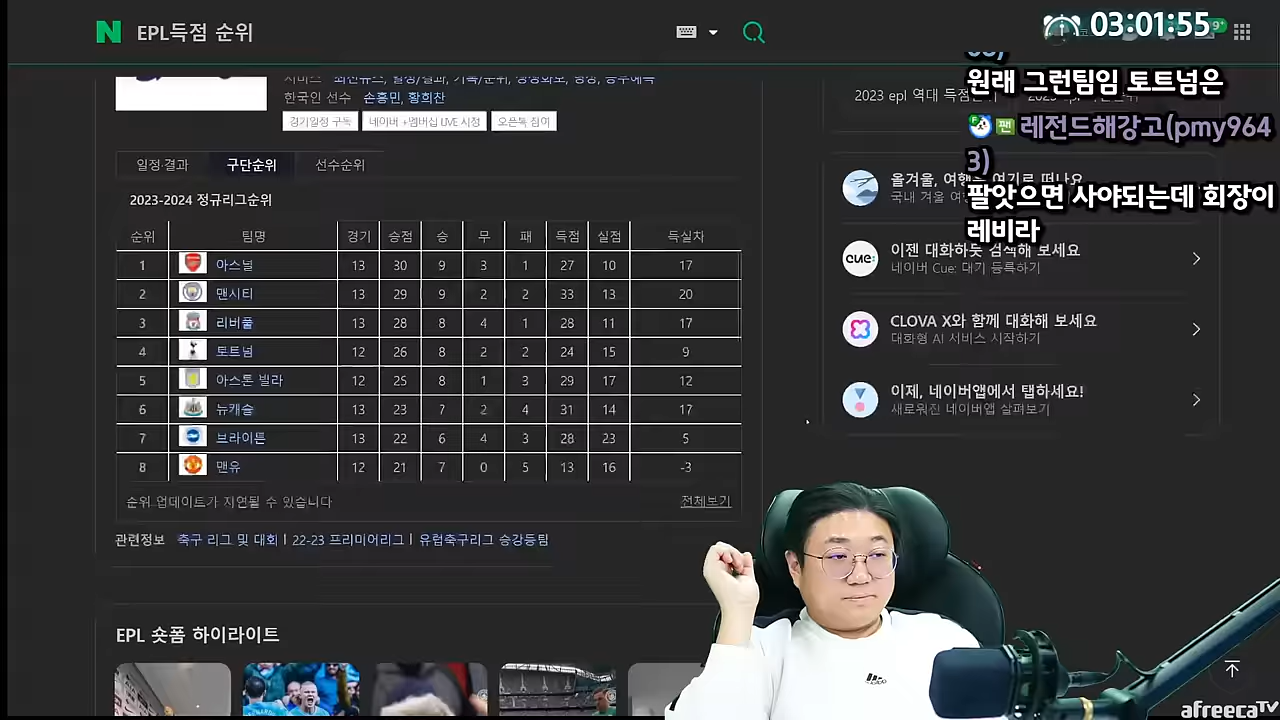 N EPL득점 순위
03:01:55
최신뉴스, 일정/결과, 기록/순위
한국인 선수 손흥민, 황희찬
경기일정 구독 네이버+멤버십 LIVE 시청 오픈톡 참여
일정·결과 구단순위 선수순위
2023-2024 정규리그순위
순위 팀명 경기 승점 승 무 패 득점 실점 득실차
1 아스널 13 30 9 3 1 27 10 17
2 맨시티 13 29 9 2 2 33 13 20
3 리버풀 13 28 8 4 1 28 11 17
4 토트넘 12 26 8 2 2 24 15 9
5 아스톤 빌라 12 25 8 1 3 29 17 12
6 뉴캐슬 13 23 7 2 4 31 14 17
7 브라이튼 13 22 6 4 3 28 23 5
8 맨유 12 21 7 0 5 13 16 -3
순위 업데이트가 지연될 수 있습니다 전체보기
관련정보 축구 리그 및 대회 | 22-23 프리미어리그 | 유럽축구리그 승강등팀
EPL 숏폼 하이라이트
원래 그런팀임 토트넘은
팬 레전드해강고(pmy964
3)
팔앗으면 사야되는데 회장이
레비라
2023 epl 역대 득점
올겨울, 여행은 여기로 떠나요
국내 겨울
cue:
이젠 대화하듯 검색해 보세요
네이버 Cue: 대기 등록하기
CLOVA X와 함께 대화해 보세요
대화형 AI 서비스 시작하기
이제, 네이버앱에서 탭하세요!
새로워진 네이버앱 살펴보기
afreecaTV